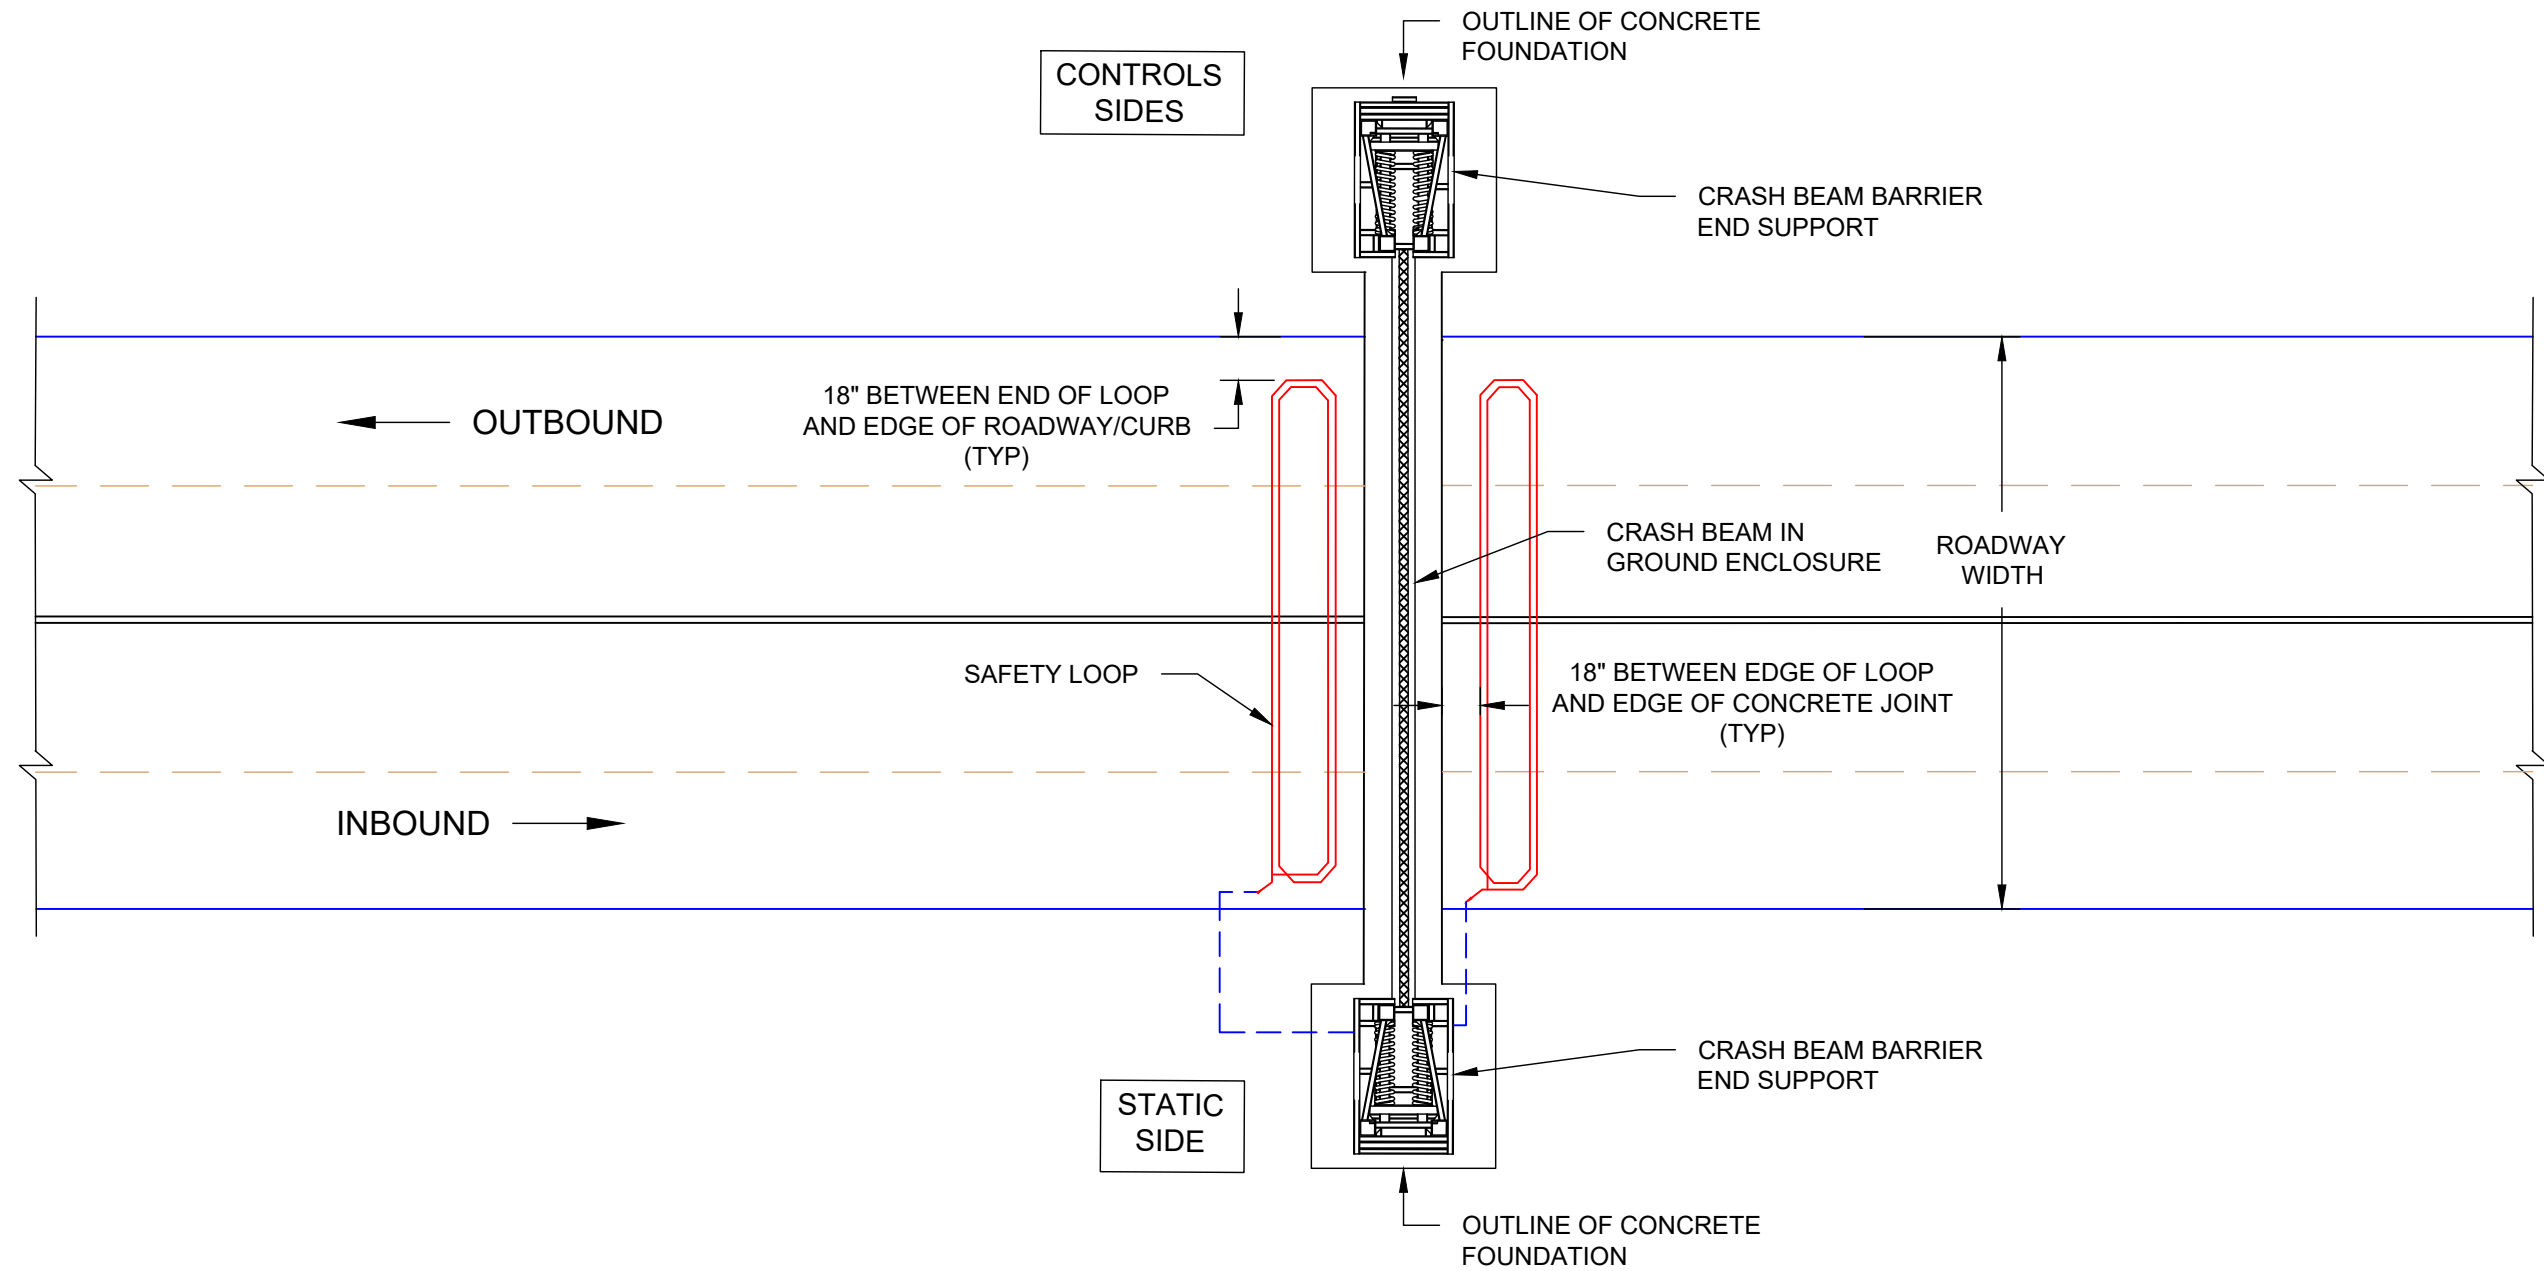 OUTLINE OF CONCRETE
FOUNDATION
CONTROLS
SIDES
CRASH BEAM BARRIER
END SUPPORT
18" BETWEEN END OF LOOP
AND EDGE OF ROADWAY/CURB
(TYP)
OUTBOUND
CRASH BEAM IN
GROUND ENCLOSURE
ROADWAY
WIDTH
SAFETY LOOP
18" BETWEEN EDGE OF LOOP
AND EDGE OF CONCRETE JOINT
(TYP)
INBOUND
CRASH BEAM BARRIER
END SUPPORT
STATIC
SIDE
OUTLINE OF CONCRETE
FOUNDATION